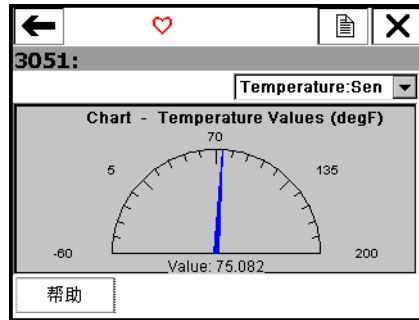 3051:
Temperature:Sen
Chart - Temperature Values (degF)
70
5
135
-60
200
Value: 75.082
帮助